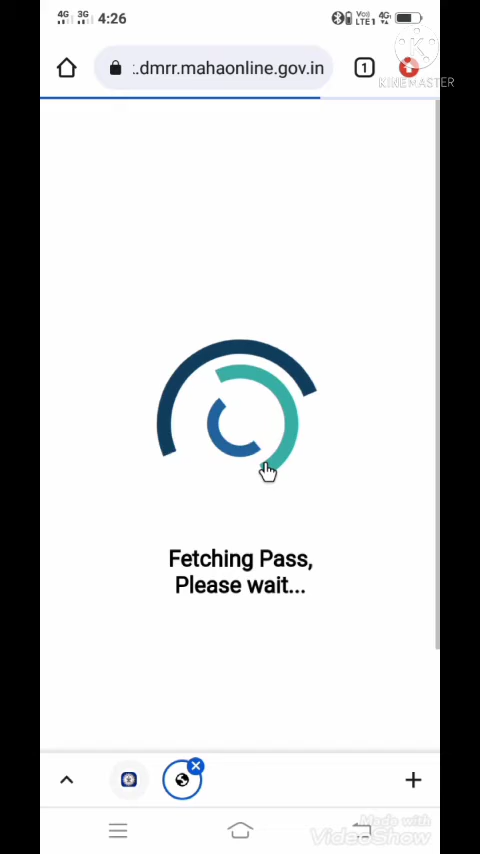 4G 3G 4:26 Vo)) LTE 1 4G
:.dmrr.mahaonline.gov.in 1
KINEMASTER
Fetching Pass,
Please wait...
Made with
VideoShow